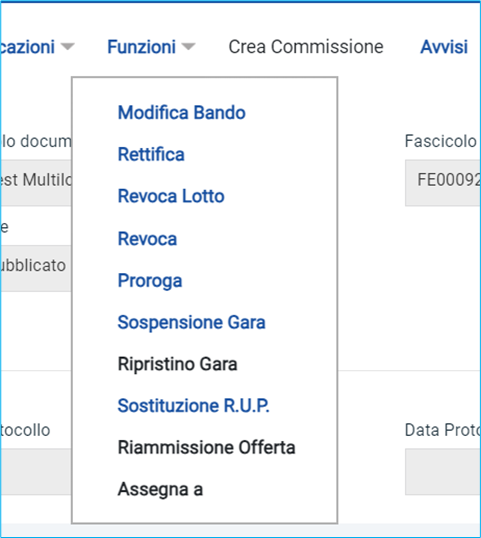 cazioni Funzioni Crea Commissione Avvisi
Modifica Bando
lo docum Fascicolo
Rettifica
est Multilo FE00092
Revoca Lotto
e
Revoca
ubblicato
Proroga
Sospensione Gara
Ripristino Gara
Sostituzione R.U.P.
tocollo Data Proto
Riammissione Offerta
Assegna a